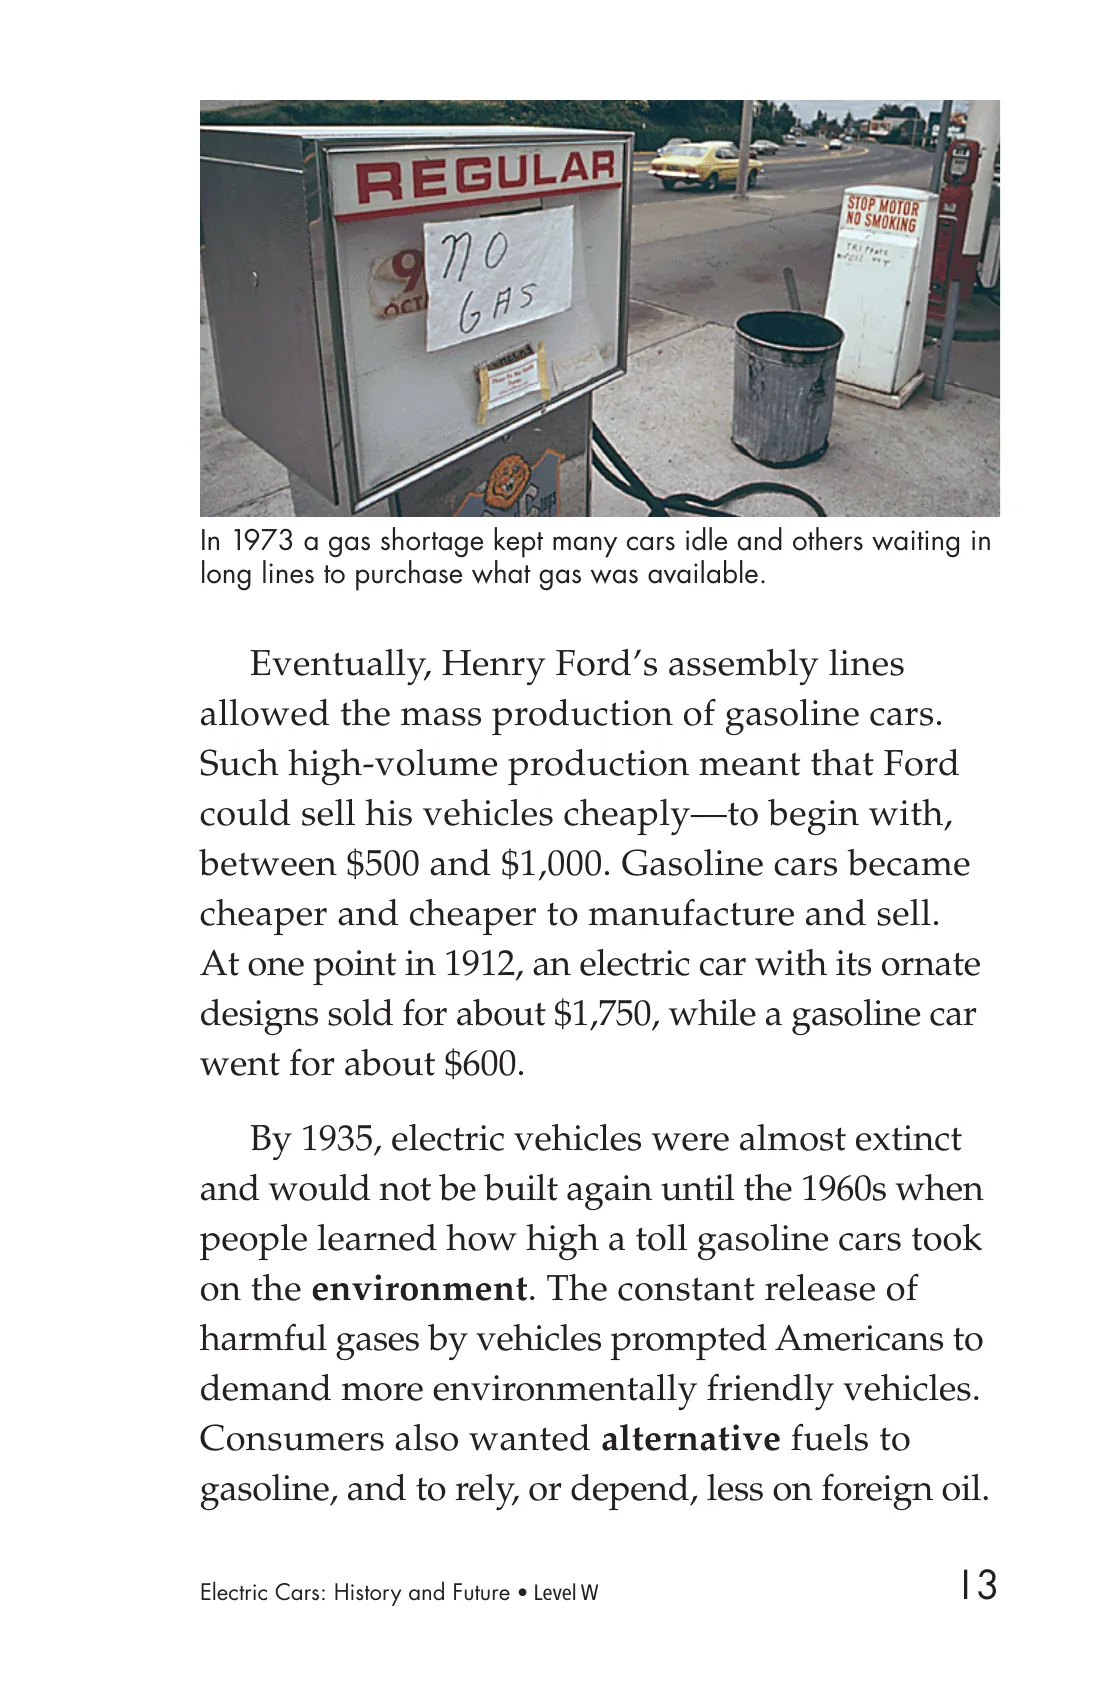 REGULAR
NO
GAS
9
OCTA
STOP MOTOR
NO SMOKING
In 1973 a gas shortage kept many cars idle and others waiting in
long lines to purchase what gas was available.
Eventually, Henry Ford’s assembly lines
allowed the mass production of gasoline cars.
Such high-volume production meant that Ford
could sell his vehicles cheaply—to begin with,
between $500 and $1,000. Gasoline cars became
cheaper and cheaper to manufacture and sell.
At one point in 1912, an electric car with its ornate
designs sold for about $1,750, while a gasoline car
went for about $600.
By 1935, electric vehicles were almost extinct
and would not be built again until the 1960s when
people learned how high a toll gasoline cars took
on the environment. The constant release of
harmful gases by vehicles prompted Americans to
demand more environmentally friendly vehicles.
Consumers also wanted alternative fuels to
gasoline, and to rely, or depend, less on foreign oil.
Electric Cars: History and Future • Level W
13